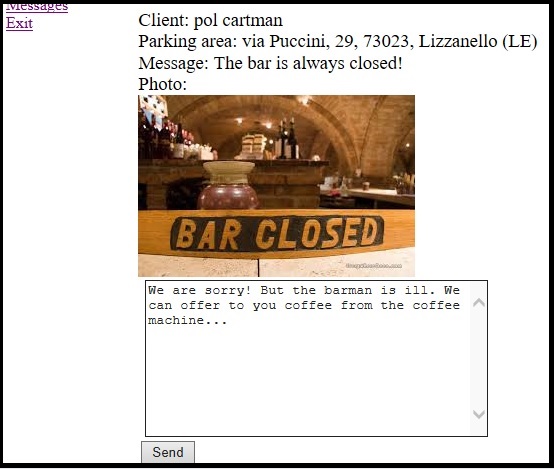 Messages
Exit
Client: pol cartman
Parking area: via Puccini, 29, 73023, Lizzanello (LE)
Message: The bar is always closed!
Photo:
BAR CLOSED
We are sorry! But the barman is ill. We
can offer to you coffee from the coffee
machine...
Send